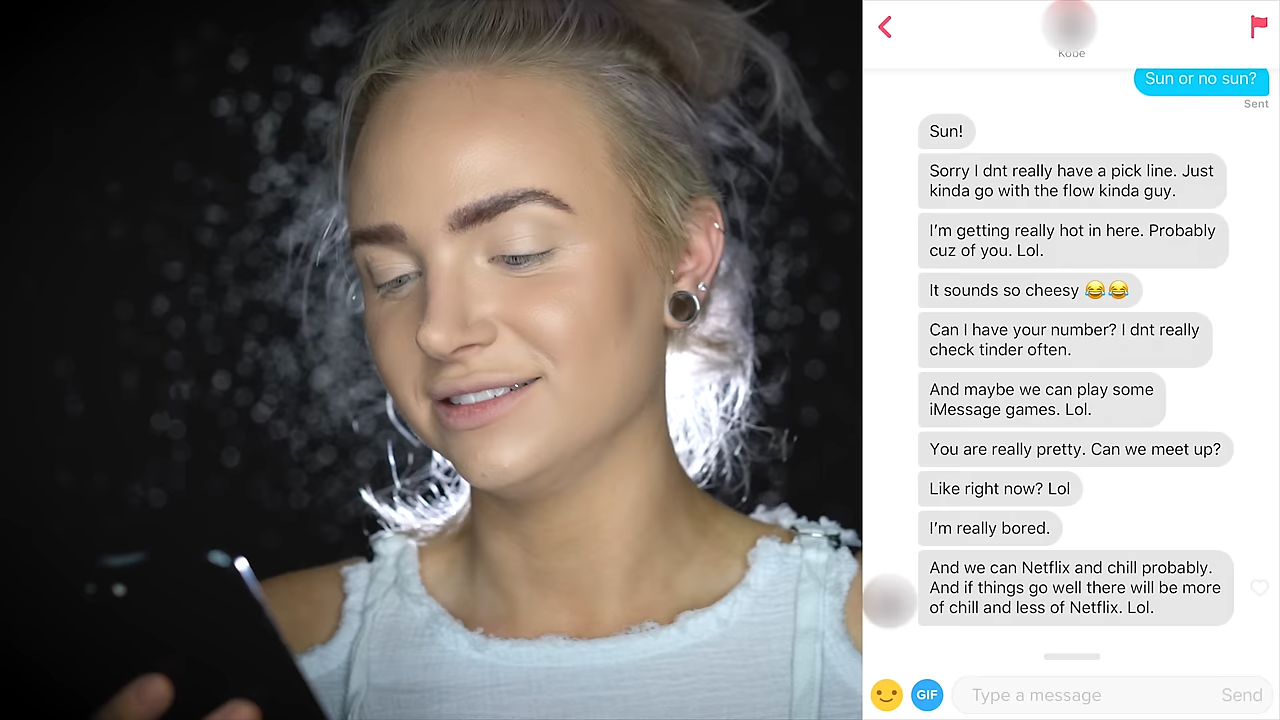 Kobe
Sun or no sun?
Sent
Sun!
Sorry I dnt really have a pick line. Just
kinda go with the flow kinda guy.
I'm getting really hot in here. Probably
cuz of you. Lol.
It sounds so cheesy 😂😂
Can I have your number? I dnt really
check tinder often.
And maybe we can play some
iMessage games. Lol.
You are really pretty. Can we meet up?
Like right now? Lol
I'm really bored.
And we can Netflix and chill probably.
And if things go well there will be more
of chill and less of Netflix. Lol.
GIF
Type a message
Send